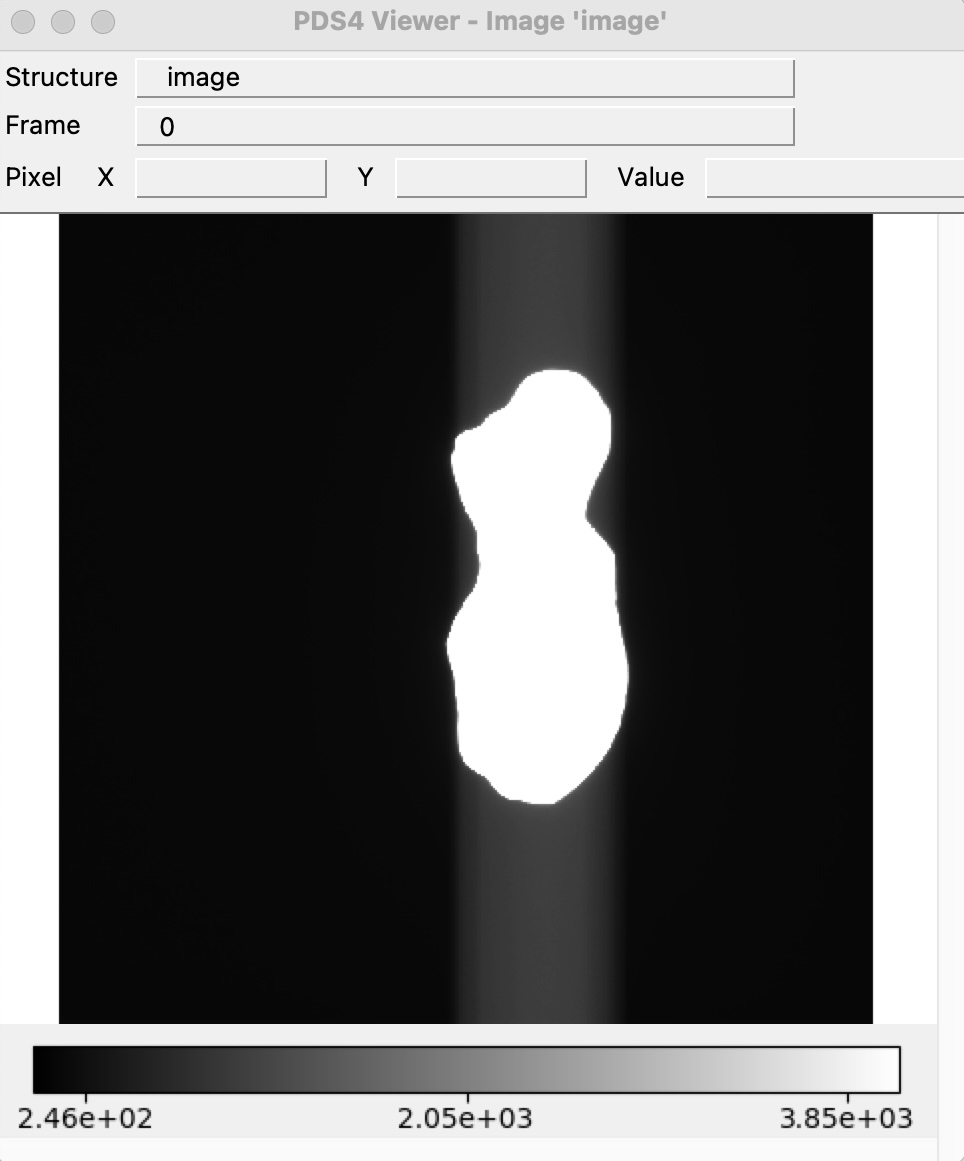 PDS4 Viewer - Image 'image'
Structure image
Frame 0
Pixel X Y Value
2.46e+02 2.05e+03 3.85e+03